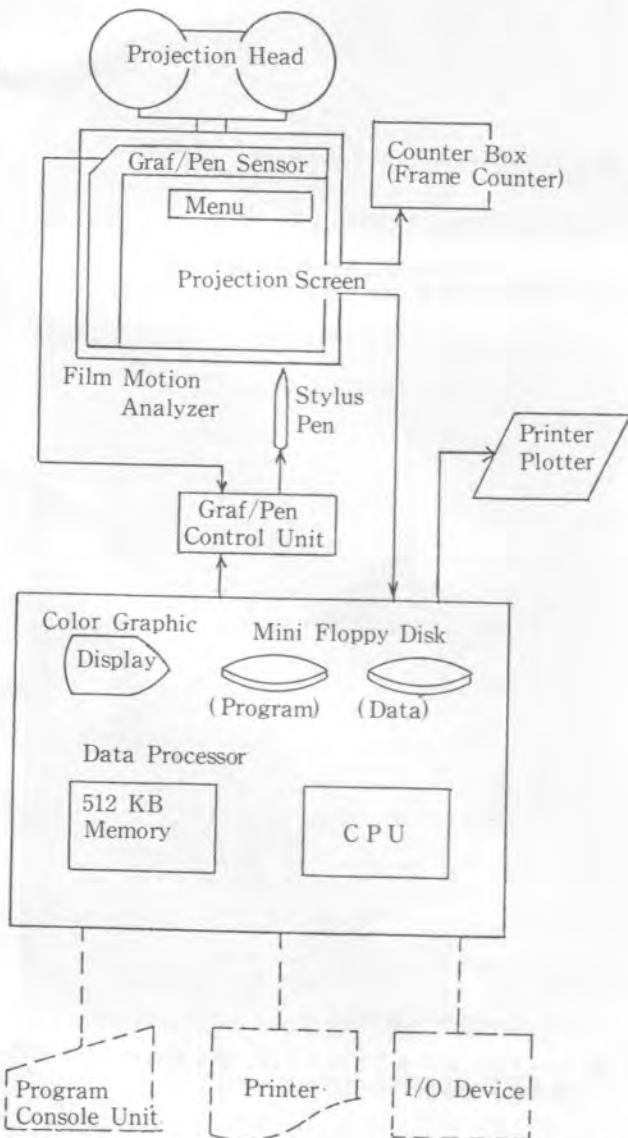 Projection Head
Graf/Pen Sensor
Counter Box
(Frame Counter)
Menu
Projection Screen
Film Motion
Analyzer
Stylus
Pen
Printer
Plotter
Graf/Pen
Control Unit
Color Graphic
Display
Mini Floppy Disk
(Program)
(Data)
Data Processor
512 KB
Memory
CPU
Program
Console Unit
Printer
I/O Device